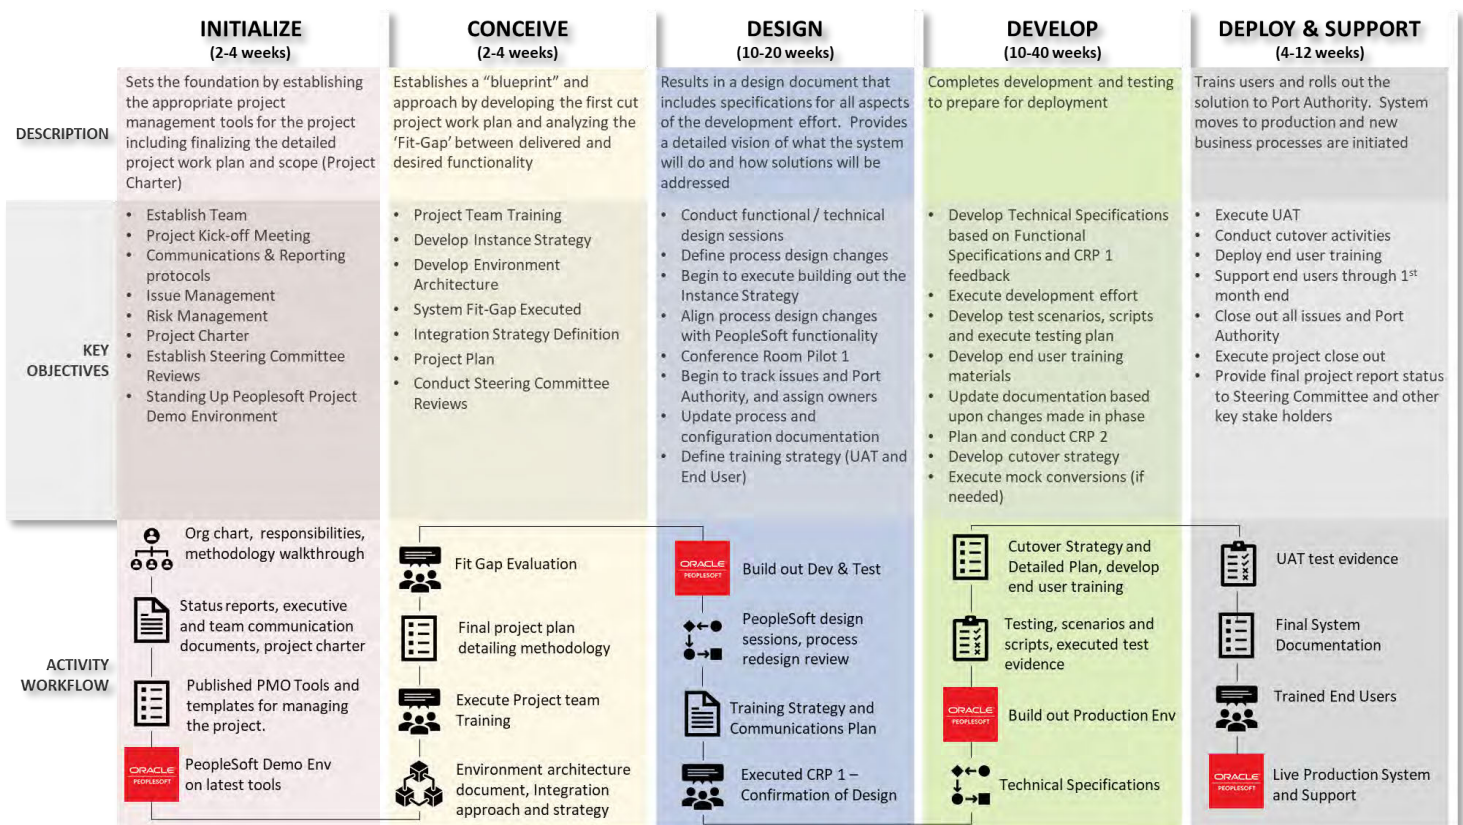 INITIALIZE
(2-4 weeks)
CONCEIVE
(2-4 weeks)
DESIGN
(10-20 weeks)
DEVELOP
(10-40 weeks)
DEPLOY & SUPPORT
(4-12 weeks)
DESCRIPTION
Sets the foundation by establishing
the appropriate project
management tools for the project
including finalizing the detailed
project work plan and scope (Project
Charter)
Establishes a “blueprint” and
approach by developing the first cut
project work plan and analyzing the
‘Fit-Gap’ between delivered and
desired functionality
Results in a design document that
includes specifications for all aspects
of the development effort. Provides
a detailed vision of what the system
will do and how solutions will be
addressed
Completes development and testing
to prepare for deployment
Trains users and rolls out the
solution to Port Authority. System
moves to production and new
business processes are initiated
KEY
OBJECTIVES
• Establish Team
• Project Kick-off Meeting
• Communications & Reporting
protocols
• Issue Management
• Risk Management
• Project Charter
• Establish Steering Committee
Reviews
• Standing Up Peoplesoft Project
Demo Environment
• Project Team Training
• Develop Instance Strategy
• Develop Environment
Architecture
• System Fit-Gap Executed
• Integration Strategy Definition
• Project Plan
• Conduct Steering Committee
Reviews
• Conduct functional / technical
design sessions
• Define process design changes
• Begin to execute building out the
Instance Strategy
• Align process design changes
with PeopleSoft functionality
• Conference Room Pilot 1
• Begin to track issues and Port
Authority, and assign owners
• Update process and
configuration documentation
• Define training strategy (UAT and
End User)
• Develop Technical Specifications
based on Functional
Specifications and CRP 1
feedback
• Execute development effort
• Develop test scenarios, scripts
and execute testing plan
• Develop end user training
materials
• Update documentation based
upon changes made in phase
• Plan and conduct CRP 2
• Develop cutover strategy
• Execute mock conversions (if
needed)
• Execute UAT
• Conduct cutover activities
• Deploy end user training
• Support end users through 1st
month end
• Close out all issues and Port
Authority
• Execute project close out
• Provide final project report status
to Steering Committee and other
key stake holders
ACTIVITY
WORKFLOW
Org chart, responsibilities,
methodology walkthrough
Status reports, executive
and team communication
documents, project charter
Published PMO Tools and
templates for managing
the project.
ORACLE
PEOPLESOFT
PeopleSoft Demo Env
on latest tools
Fit Gap Evaluation
Final project plan
detailing methodology
Execute Project team
Training
Environment architecture
document, Integration
approach and strategy
ORACLE
PEOPLESOFT
Build out Dev & Test
PeopleSoft design
sessions, process
redesign review
Training Strategy and
Communications Plan
Executed CRP 1 –
Confirmation of Design
Cutover Strategy and
Detailed Plan, develop
end user training
Testing, scenarios and
scripts, executed test
evidence
ORACLE
PEOPLESOFT
Build out Production Env
Technical Specifications
UAT test evidence
Final System
Documentation
Trained End Users
ORACLE
PEOPLESOFT
Live Production System
and Support